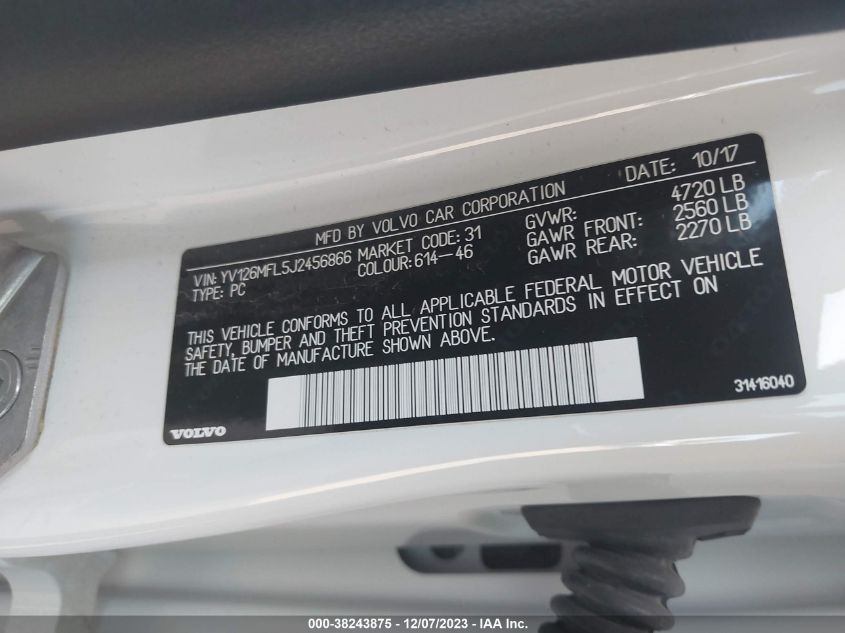 MFD BY VOLVO CAR CORPORATION DATE: 10/17
VIN: YV126MFL5J2456866 MARKET CODE: 31 GVWR: 4720 LB
TYPE: PC COLOUR: 614-46 GAWR FRONT: 2560 LB
GAWR REAR: 2270 LB
THIS VEHICLE CONFORMS TO ALL APPLICABLE FEDERAL MOTOR VEHICLE
SAFETY, BUMPER AND THEFT PREVENTION STANDARDS IN EFFECT ON
THE DATE OF MANUFACTURE SHOWN ABOVE.
VOLVO 31416040
000-38243875 - 12/07/2023 - IAA Inc.